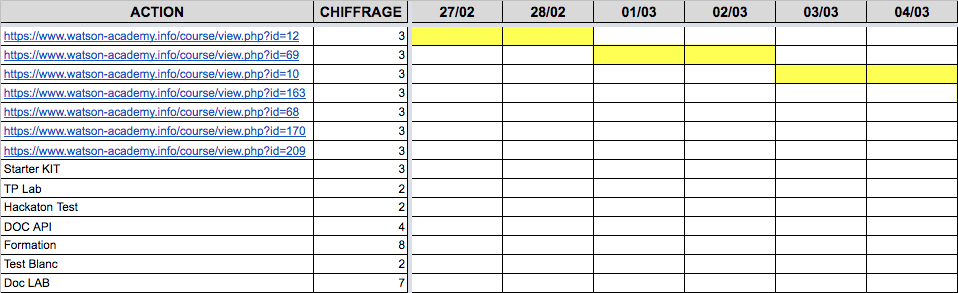 ACTION CHIFFRAGE 27/02 28/02 01/03 02/03 03/03 04/03
https://www.watson-academy.info/course/view.php?id=12 3
https://www.watson-academy.info/course/view.php?id=69 3
https://www.watson-academy.info/course/view.php?id=10 3
https://www.watson-academy.info/course/view.php?id=163 3
https://www.watson-academy.info/course/view.php?id=68 3
https://www.watson-academy.info/course/view.php?id=170 3
https://www.watson-academy.info/course/view.php?id=209 3
Starter KIT 3
TP Lab 2
Hackaton Test 2
DOC API 4
Formation 8
Test Blanc 2
Doc LAB 7